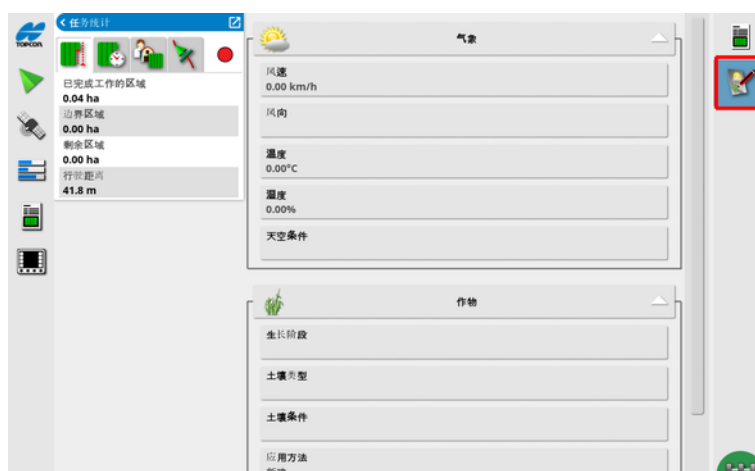 TOPCON
任务统计
已完成工作的区域
0.04 ha
边界区域
0.00 ha
剩余区域
0.00 ha
行驶距离
41.8 m
气象
风速
0.00 km/h
风向
温度
0.00°C
湿度
0.00%
天空条件
作物
生长阶段
土壤类型
土壤条件
应用方法